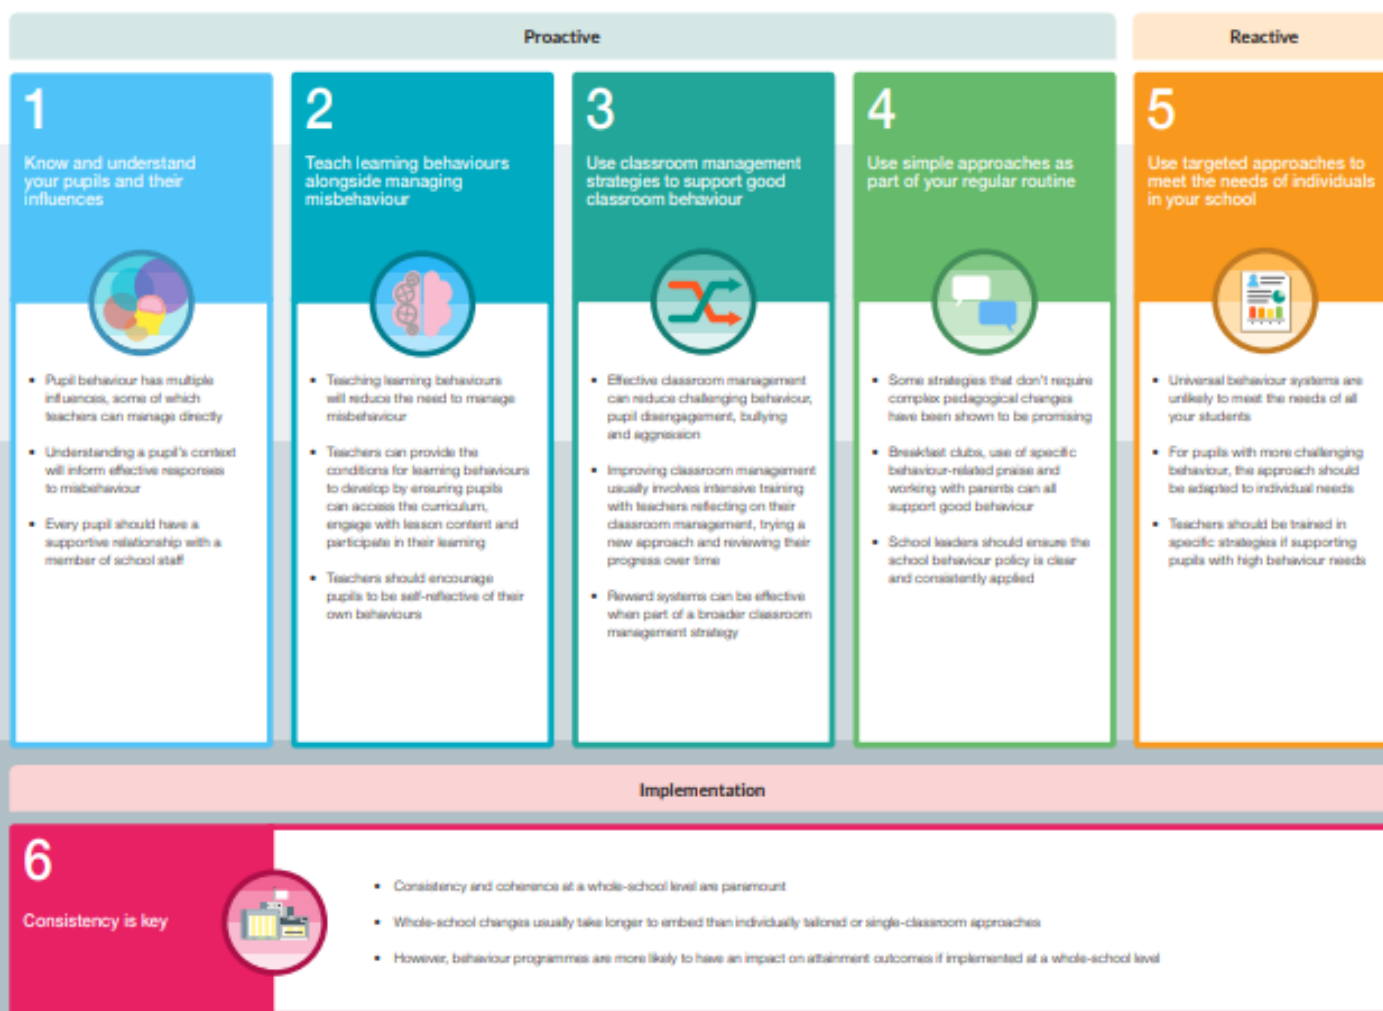 Proactive
Reactive
1
Know and understand
your pupils and their
influences
• Pupil behaviour has multiple
influences, some of which
teachers can manage directly
• Understanding a pupil's context
will inform effective responses
to misbehaviour
• Every pupil should have a
supportive relationship with a
member of school staff
2
Teach learning behaviours
alongside managing
misbehaviour
• Teaching learning behaviours
will reduce the need to manage
misbehaviour
• Teachers can provide the
conditions for learning behaviours
to develop by ensuring pupils
can access the curriculum,
engage with lesson content and
participate in their learning
• Teachers should encourage
pupils to be self-reflective of their
own behaviours
3
Use classroom management
strategies to support good
classroom behaviour
• Effective classroom management
can reduce challenging behaviour,
pupil disengagement, bullying
and aggression
• Improving classroom management
usually involves intensive training
with teachers reflecting on their
classroom management, trying a
new approach and reviewing their
progress over time
• Reward systems can be effective
when part of a broader classroom
management strategy
4
Use simple approaches as
part of your regular routine
• Some strategies that don't require
complex pedagogical changes
have been shown to be promising
• Breakfast clubs, use of specific
behaviour-related praise and
working with parents can all
support good behaviour
• School leaders should ensure the
school behaviour policy is clear
and consistently applied
5
Use targeted approaches to
meet the needs of individuals
in your school
• Universal behaviour systems are
unlikely to meet the needs of all
your students
• For pupils with more challenging
behaviour, the approach should
be adapted to individual needs
• Teachers should be trained in
specific strategies if supporting
pupils with high behaviour needs
Implementation
6
Consistency is key
• Consistency and coherence at a whole-school level are paramount
• Whole-school changes usually take longer to embed than individually tailored or single-classroom approaches
• However, behaviour programmes are more likely to have an impact on attainment outcomes if implemented at a whole-school level